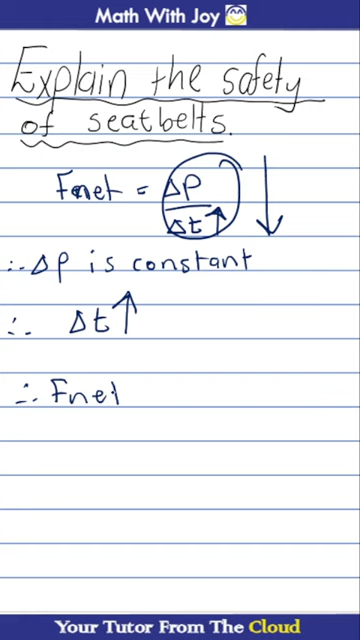 Math With Joy
Explain the safety
of seatbelts.
Fnet = Δp
Δt↑ ↓
∴ Δp is constant
∴ Δt ↑
∴ Fnet
Your Tutor From The Cloud